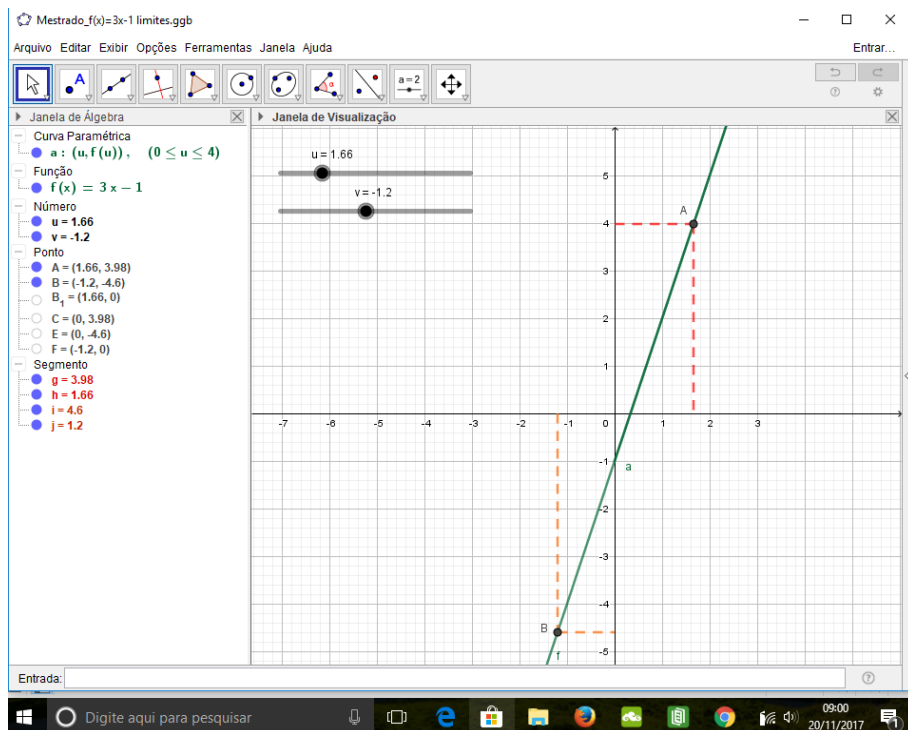 Mestrado_f(x)=3x-1 limites.ggb
Arquivo Editar Exibir Opções Ferramentas Janela Ajuda
Entrar...
A
α
a=2
Janela de Álgebra
Janela de Visualização
Curva Paramétrica
a : (u, f (u)) , (0 ≤ u ≤ 4)
Função
f(x) = 3 x − 1
Número
u = 1.66
v = -1.2
Ponto
A = (1.66, 3.98)
B = (-1.2, -4.6)
B₁ = (1.66, 0)
C = (0, 3.98)
E = (0, -4.6)
F = (-1.2, 0)
Segmento
g = 3.98
h = 1.66
i = 4.6
j = 1.2
u = 1.66
v = -1.2
5
A
4
3
2
1
-7 -6 -5 -4 -3 -2 -1 0 1 2 3
-1
a
-2
-3
-4
B
-5
f
Entrada:
Digite aqui para pesquisar
09:00
20/11/2017
1